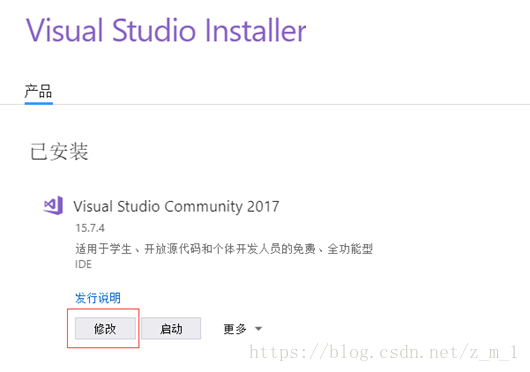 Visual Studio Installer
产品
已安装
Visual Studio Community 2017
15.7.4
适用于学生、开放源代码和个体开发人员的免费、全功能型
IDE
发行说明
修改 启动 更多
https://blog.csdn.net/z_m_1